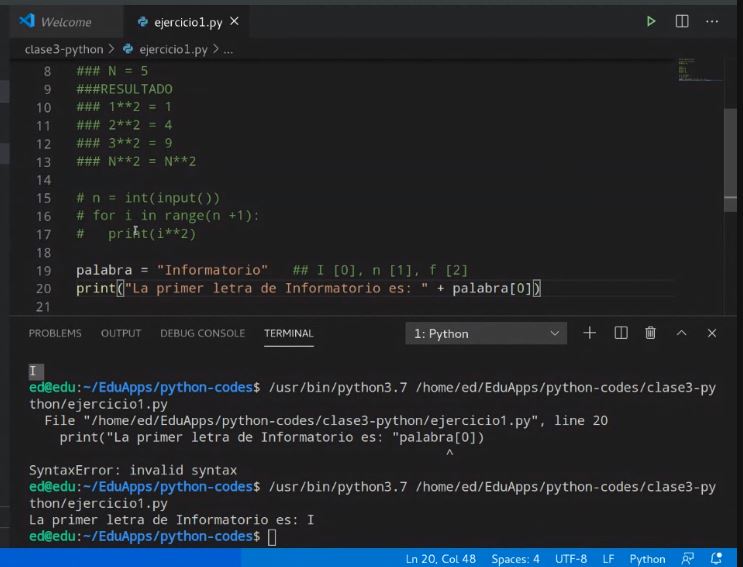 Welcome
ejercicio1.py
clase3-python > ejercicio1.py > ...
8 ### N = 5
9 ###RESULTADO
10 ### 1**2 = 1
11 ### 2**2 = 4
12 ### 3**2 = 9
13 ### N**2 = N**2
14
15 # n = int(input())
16 # for i in range(n +1):
17 #   print(i**2)
18
19 palabra = "Informatorio"   ## I [0], n [1], f [2]
20 print("La primer letra de Informatorio es: " + palabra[0])
21
PROBLEMS OUTPUT DEBUG CONSOLE TERMINAL 1: Python
I
ed@edu:~/EduApps/python-codes$ /usr/bin/python3.7 /home/ed/EduApps/python-codes/clase3-py
thon/ejercicio1.py
  File "/home/ed/EduApps/python-codes/clase3-python/ejercicio1.py", line 20
    print("La primer letra de Informatorio es: "palabra[0])
^
SyntaxError: invalid syntax
ed@edu:~/EduApps/python-codes$ /usr/bin/python3.7 /home/ed/EduApps/python-codes/clase3-py
thon/ejercicio1.py
La primer letra de Informatorio es: I
ed@edu:~/EduApps/python-codes$
Ln 20, Col 48 Spaces: 4 UTF-8 LF Python